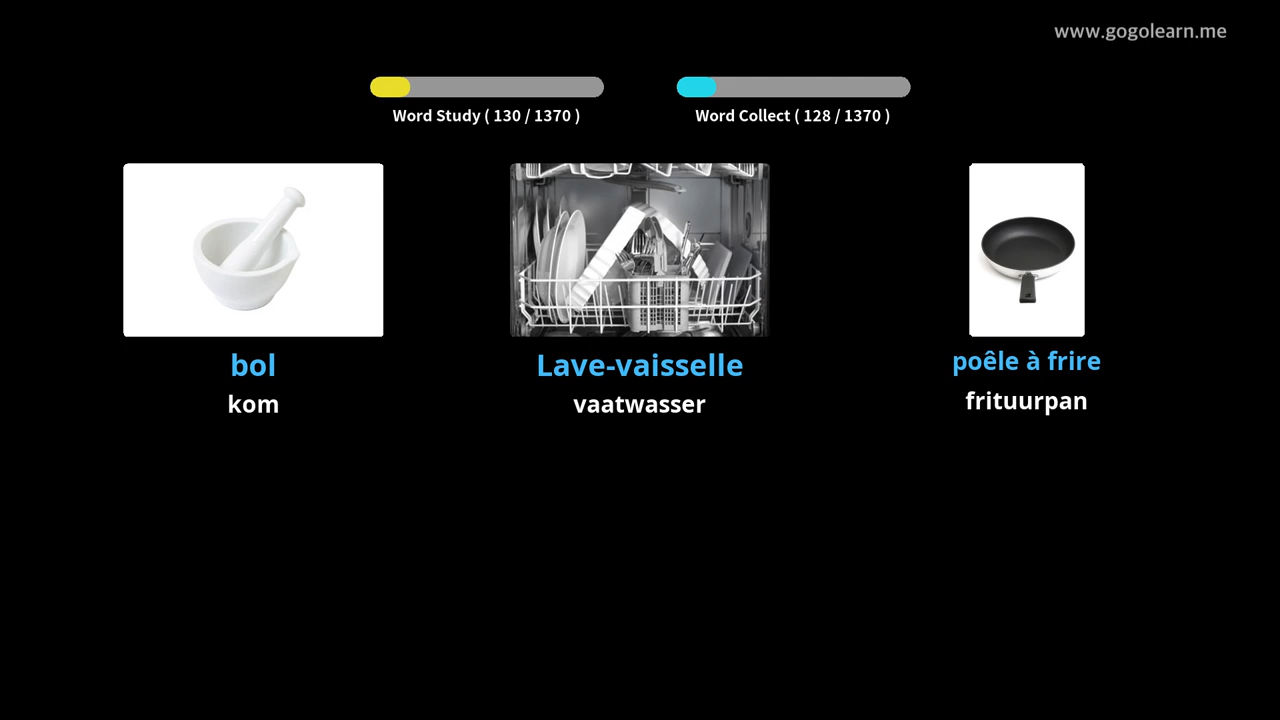 www.gogolearn.me
Word Study ( 130 / 1370 )
Word Collect ( 128 / 1370 )
bol
kom
Lave-vaisselle
vaatwasser
poêle à frire
frituurpan